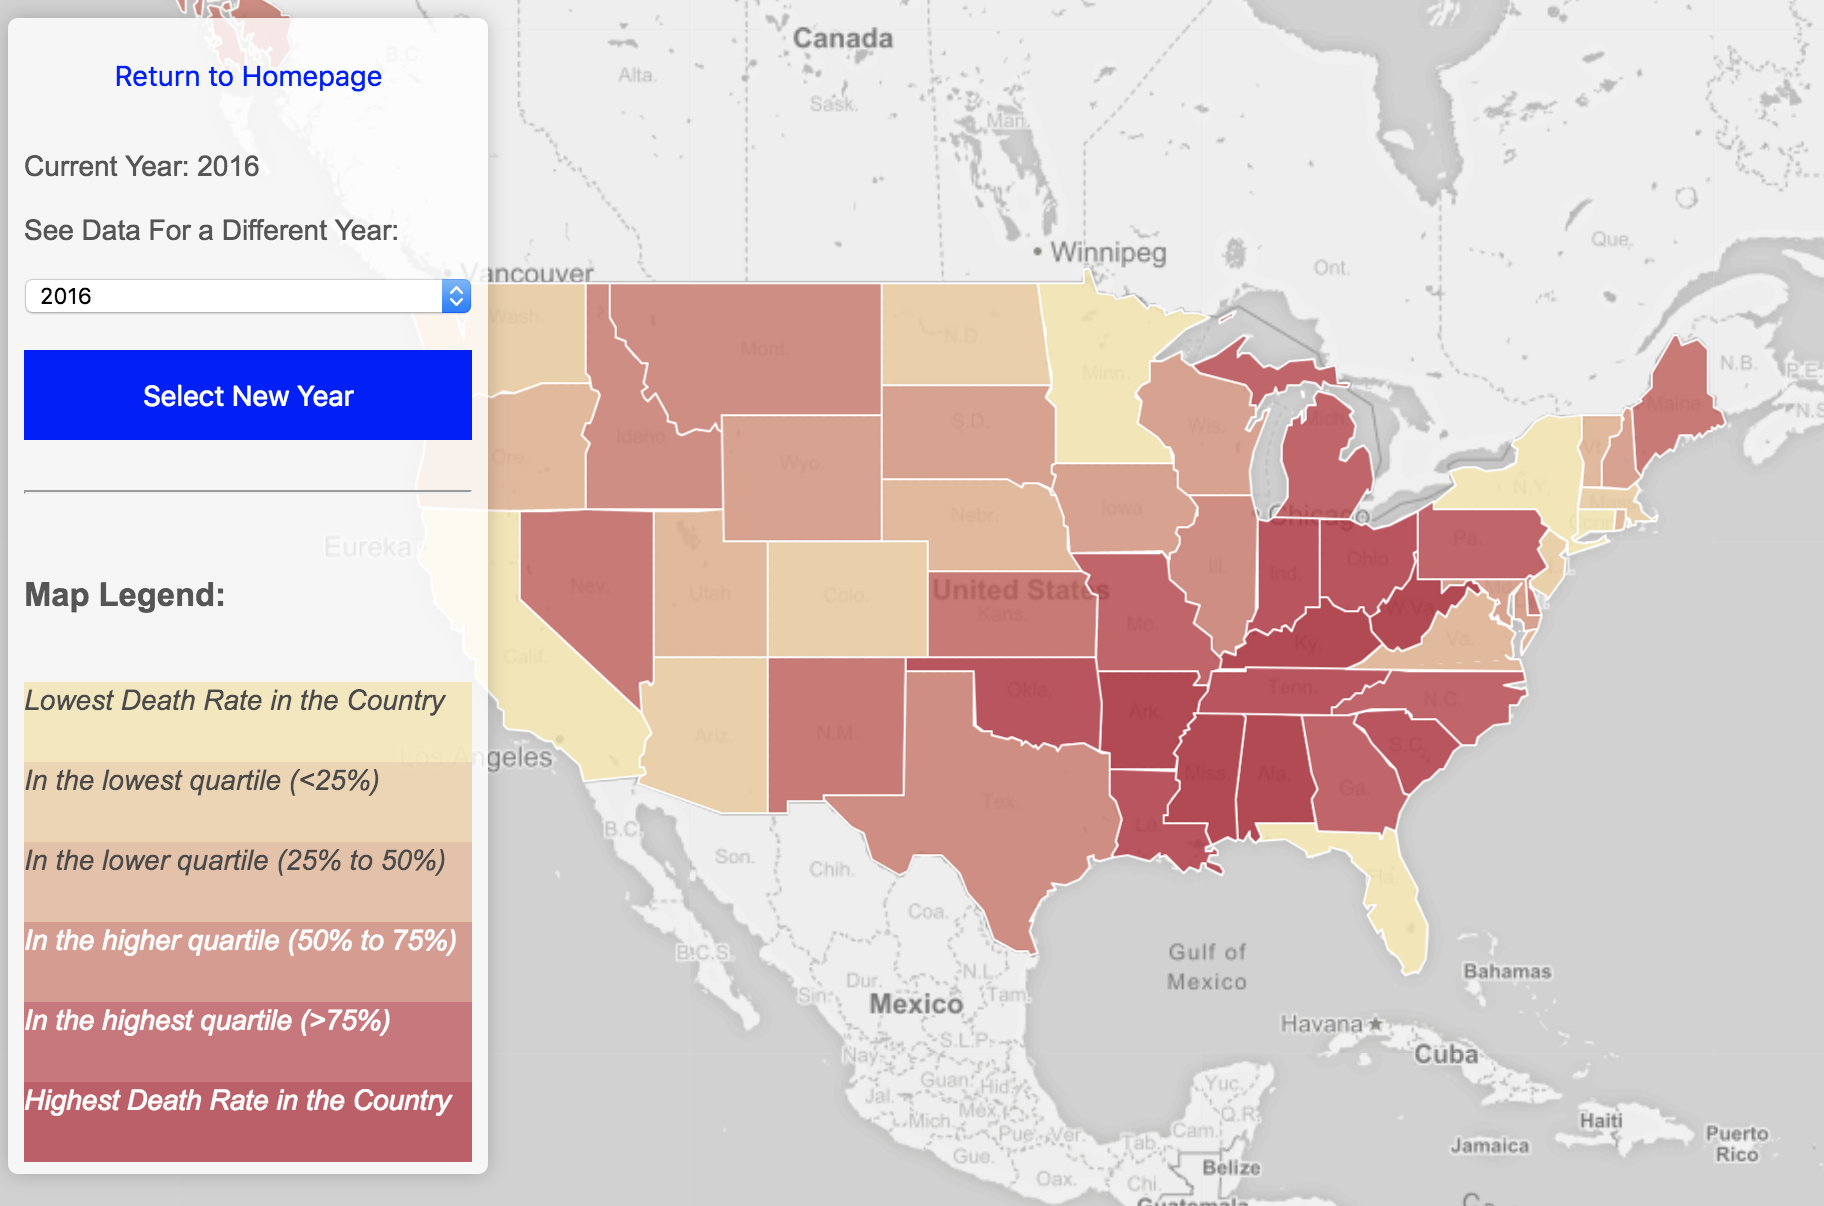 Return to Homepage
Current Year: 2016
See Data For a Different Year:
2016
Select New Year
Map Legend:
Lowest Death Rate in the Country
In the lowest quartile (<25%)
In the lower quartile (25% to 50%)
In the higher quartile (50% to 75%)
In the highest quartile (>75%)
Highest Death Rate in the Country
Canada
B.C.
Alta.
Sask.
Man.
Winnipeg
Ont.
Que.
N.B.
P.E.
N.S
Vancouver
Wash.
Mont.
N.D.
Minn.
Maine
Ore.
Idaho
Wyo.
S.D.
Wis.
Mich.
Vt.
N.Y.
Mass
Conn
Eureka
Nev.
Utah
Colo.
Nebr.
Iowa
Chicago
Ill.
Ind.
Ohio
Pa.
United States
Kans.
Mo.
Ky.
W.Va.
Va.
Md.
Calif.
Los Angeles
Ariz.
N.M.
Okla.
Ark.
Tenn.
N.C.
S.C.
Tex.
La.
Miss.
Ala.
Ga.
Fla.
B.C.
Son.
Chih.
Coa.
B.C.S.
Sin.
Dur.
N.L.
Tam.
Mexico
Gulf of
Mexico
Bahamas
Havana
Cuba
Nay.
S.L.P.
Jal.
Guan.
Hid.
Mich.
Mex.
Pue.
Ver.
Gue.
Oax.
Tab.
Chi.
Cam.
Yuc.
Q.R.
Belize
Guatemala
Jamaica
Haiti
Puerto
Rico